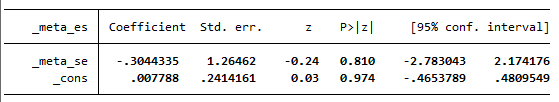 _meta_es Coefficient Std. err. z P>|z| [95% conf. interval]
_meta_se -.3044335 1.26462 -0.24 0.810 -2.783043 2.174176
_cons .007788 .2414161 0.03 0.974 -.4653789 .4809549